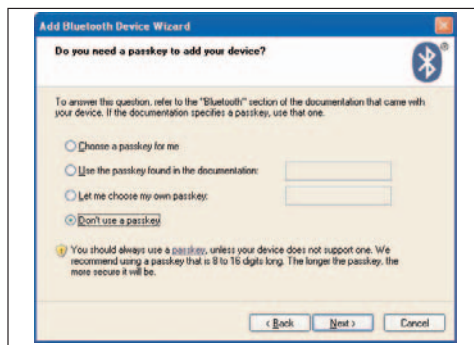 Add Bluetooth Device Wizard
Do you need a passkey to add your device?
®
To answer this question, refer to the "Bluetooth" section of the documentation that came with
your device. If the documentation specifies a passkey, use that one.
Choose a passkey for me
Use the passkey found in the documentation:
Let me choose my own passkey:
Don't use a passkey
You should always use a passkey, unless your device does not support one. We
recommend using a passkey that is 8 to 16 digits long. The longer the passkey, the
more secure it will be.
< Back Next > Cancel